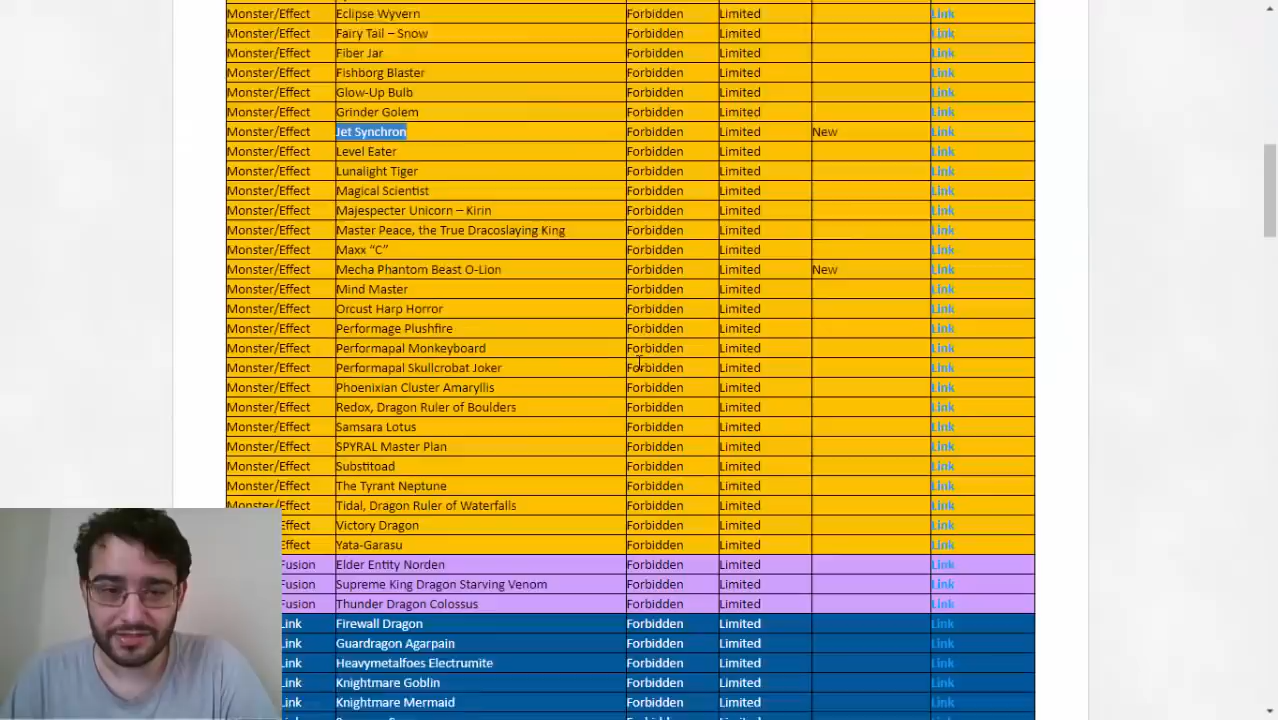 Monster/Effect Eclipse Wyvern Forbidden Limited Link
Monster/Effect Fairy Tail – Snow Forbidden Limited Link
Monster/Effect Fiber Jar Forbidden Limited Link
Monster/Effect Fishborg Blaster Forbidden Limited Link
Monster/Effect Glow-Up Bulb Forbidden Limited Link
Monster/Effect Grinder Golem Forbidden Limited Link
Monster/Effect Jet Synchron Forbidden Limited New Link
Monster/Effect Level Eater Forbidden Limited Link
Monster/Effect Lunalight Tiger Forbidden Limited Link
Monster/Effect Magical Scientist Forbidden Limited Link
Monster/Effect Majespecter Unicorn – Kirin Forbidden Limited Link
Monster/Effect Master Peace, the True Dracoslaying King Forbidden Limited Link
Monster/Effect Maxx “C” Forbidden Limited Link
Monster/Effect Mecha Phantom Beast O-Lion Forbidden Limited New Link
Monster/Effect Mind Master Forbidden Limited Link
Monster/Effect Orcust Harp Horror Forbidden Limited Link
Monster/Effect Performage Plushfire Forbidden Limited Link
Monster/Effect Performapal Monkeyboard Forbidden Limited Link
Monster/Effect Performapal Skullcrobat Joker Forbidden Limited Link
Monster/Effect Phoenixian Cluster Amaryllis Forbidden Limited Link
Monster/Effect Redox, Dragon Ruler of Boulders Forbidden Limited Link
Monster/Effect Samsara Lotus Forbidden Limited Link
Monster/Effect SPYRAL Master Plan Forbidden Limited Link
Monster/Effect Substitoad Forbidden Limited Link
Monster/Effect The Tyrant Neptune Forbidden Limited Link
Monster/Effect Tidal, Dragon Ruler of Waterfalls Forbidden Limited Link
Effect Victory Dragon Forbidden Limited Link
Effect Yata-Garasu Forbidden Limited Link
Fusion Elder Entity Norden Forbidden Limited Link
Fusion Supreme King Dragon Starving Venom Forbidden Limited Link
Fusion Thunder Dragon Colossus Forbidden Limited Link
Link Firewall Dragon Forbidden Limited Link
Link Guardragon Agarpain Forbidden Limited Link
Link Heavymetalfoes Electrumite Forbidden Limited Link
Link Knightmare Goblin Forbidden Limited Link
Link Knightmare Mermaid Forbidden Limited Link